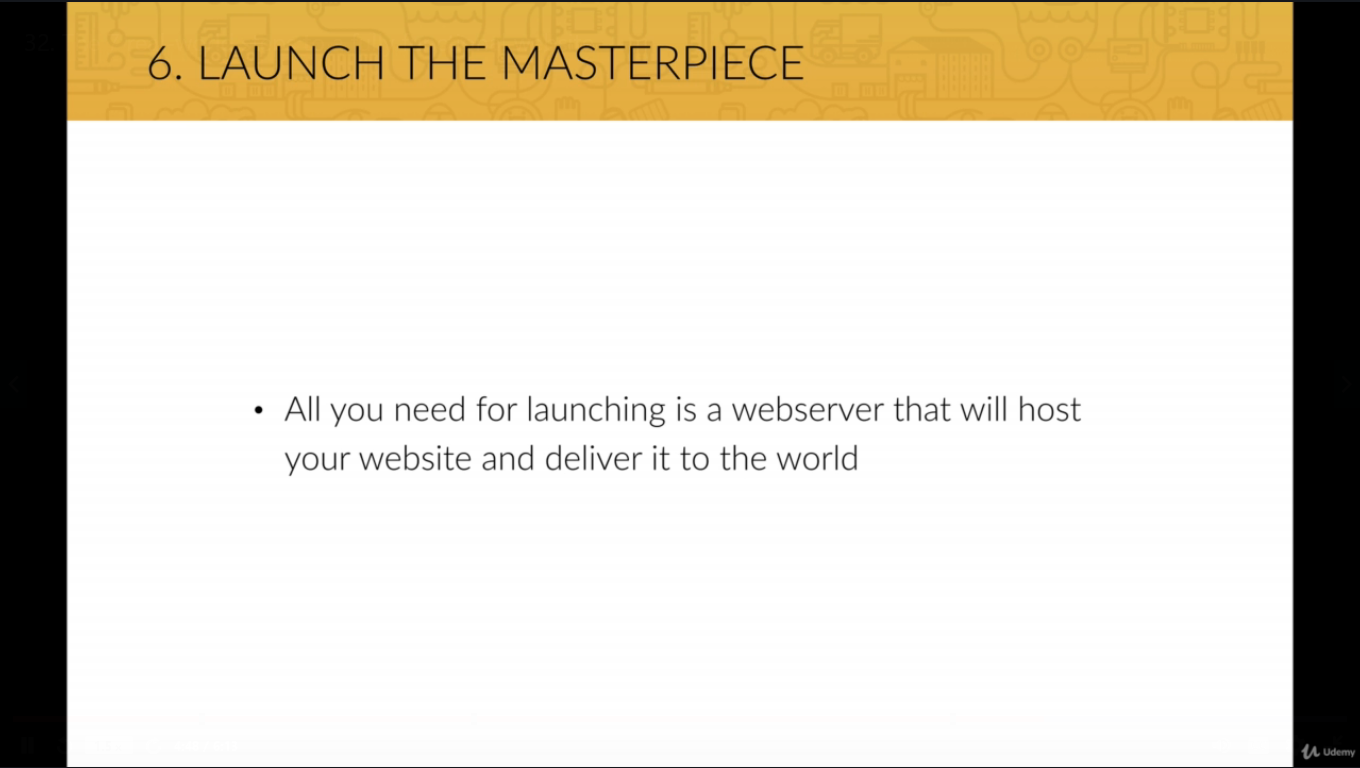 6. LAUNCH THE MASTERPIECE
• All you need for launching is a webserver that will host
your website and deliver it to the world
Udemy